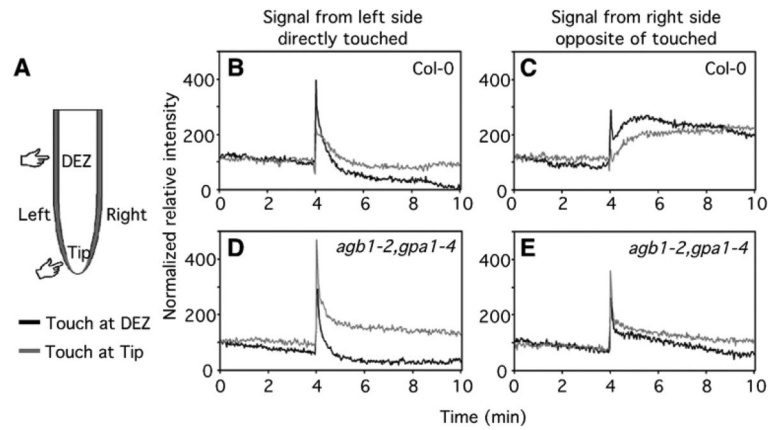 Signal from left side
directly touched
Signal from right side
opposite of touched
A
DEZ
Left
Right
Tip
Touch at DEZ
Touch at Tip
Normalized relative intensity
B
Col-0
400
200
0
0 2 4 6 8 10
C
Col-0
400
200
0
0 2 4 6 8 10
D
agb1-2,gpa1-4
400
200
0
0 2 4 6 8 10
E
agb1-2,gpa1-4
400
200
0
0 2 4 6 8 10
Time (min)